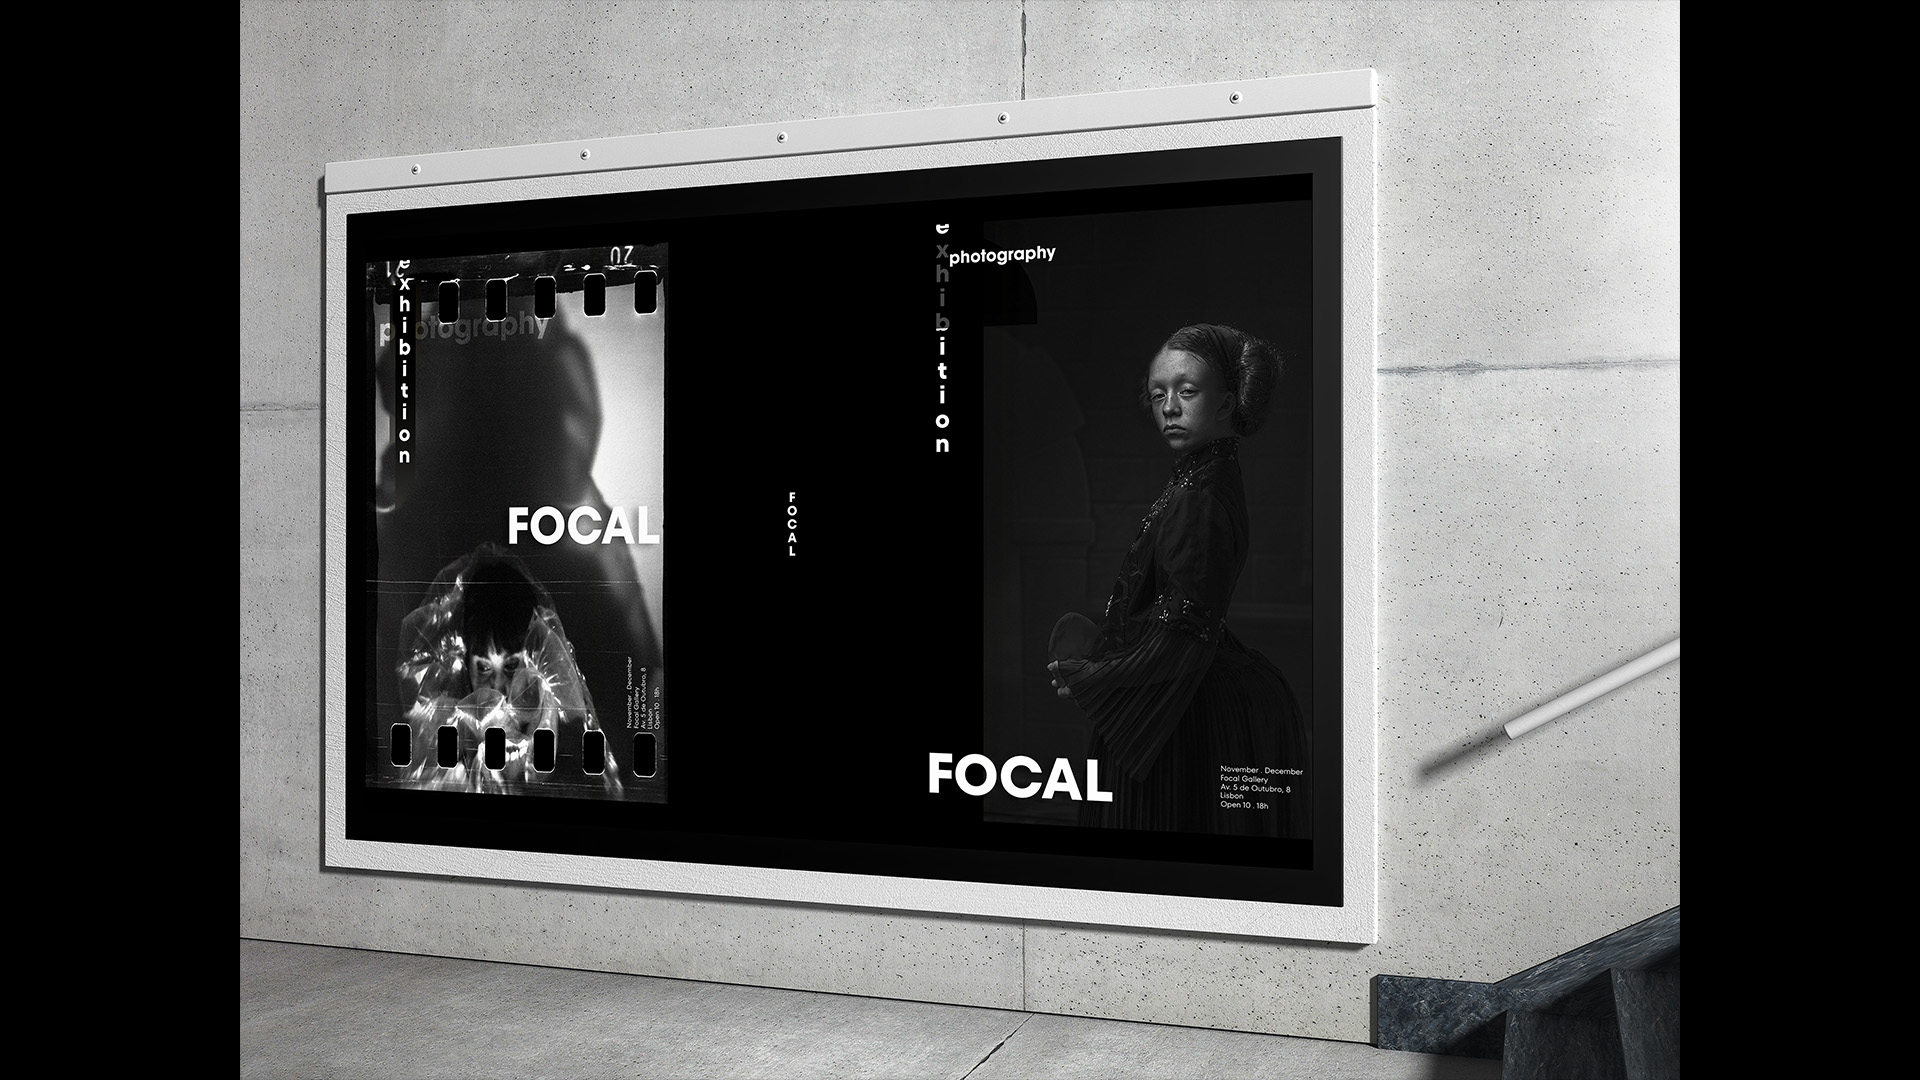 20
exhibition
photography
FOCAL
November . December
Focal Gallery
Av. 5 de Outubro, 8
Lisbon
Open 10 . 18h
FOCAL
exhibition
photography
FOCAL
November . December
Focal Gallery
Av. 5 de Outubro, 8
Lisbon
Open 10 . 18h